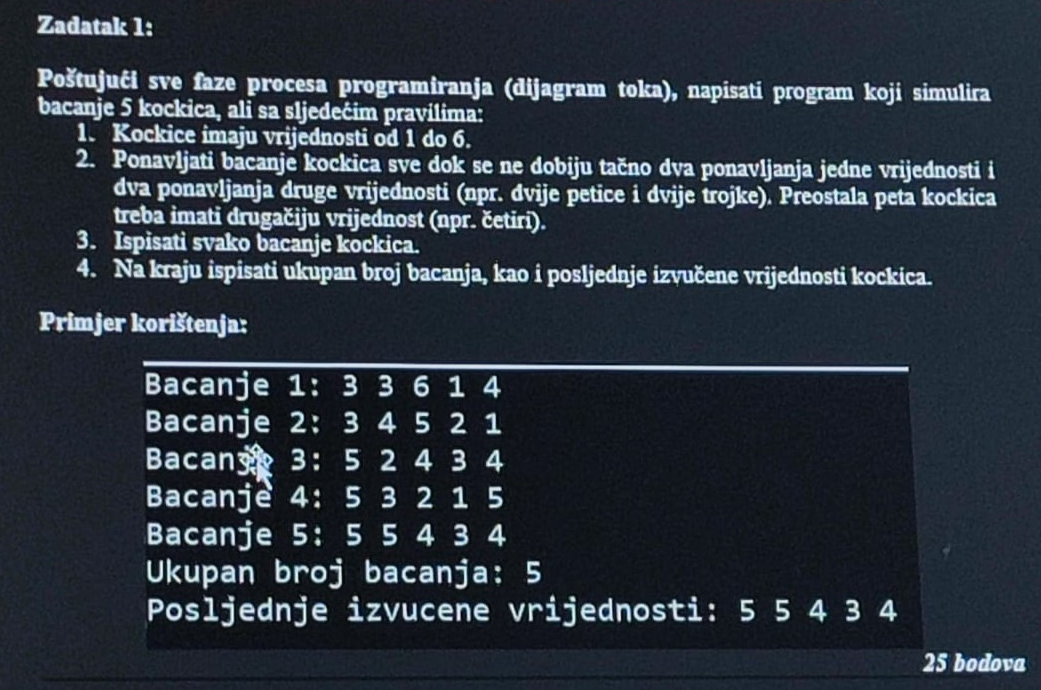 Zadatak 1:
Poštujući sve faze procesa programiranja (dijagram toka), napisati program koji simulira
bacanje 5 kockica, ali sa sljedećim pravilima:
1. Kockice imaju vrijednosti od 1 do 6.
2. Ponavljati bacanje kockica sve dok se ne dobiju tačno dva ponavljanja jedne vrijednosti i
dva ponavljanja druge vrijednosti (npr. dvije petice i dvije trojke). Preostala peta kockica
treba imati drugačiju vrijednost (npr. četiri).
3. Ispisati svako bacanje kockica.
4. Na kraju ispisati ukupan broj bacanja, kao i posljednje izvučene vrijednosti kockica.
Primjer korištenja:
Bacanje 1: 3 3 6 1 4
Bacanje 2: 3 4 5 2 1
Bacanje 3: 5 2 4 3 4
Bacanje 4: 5 3 2 1 5
Bacanje 5: 5 5 4 3 4
Ukupan broj bacanja: 5
Posljednje izvucene vrijednosti: 5 5 4 3 4
25 bodova